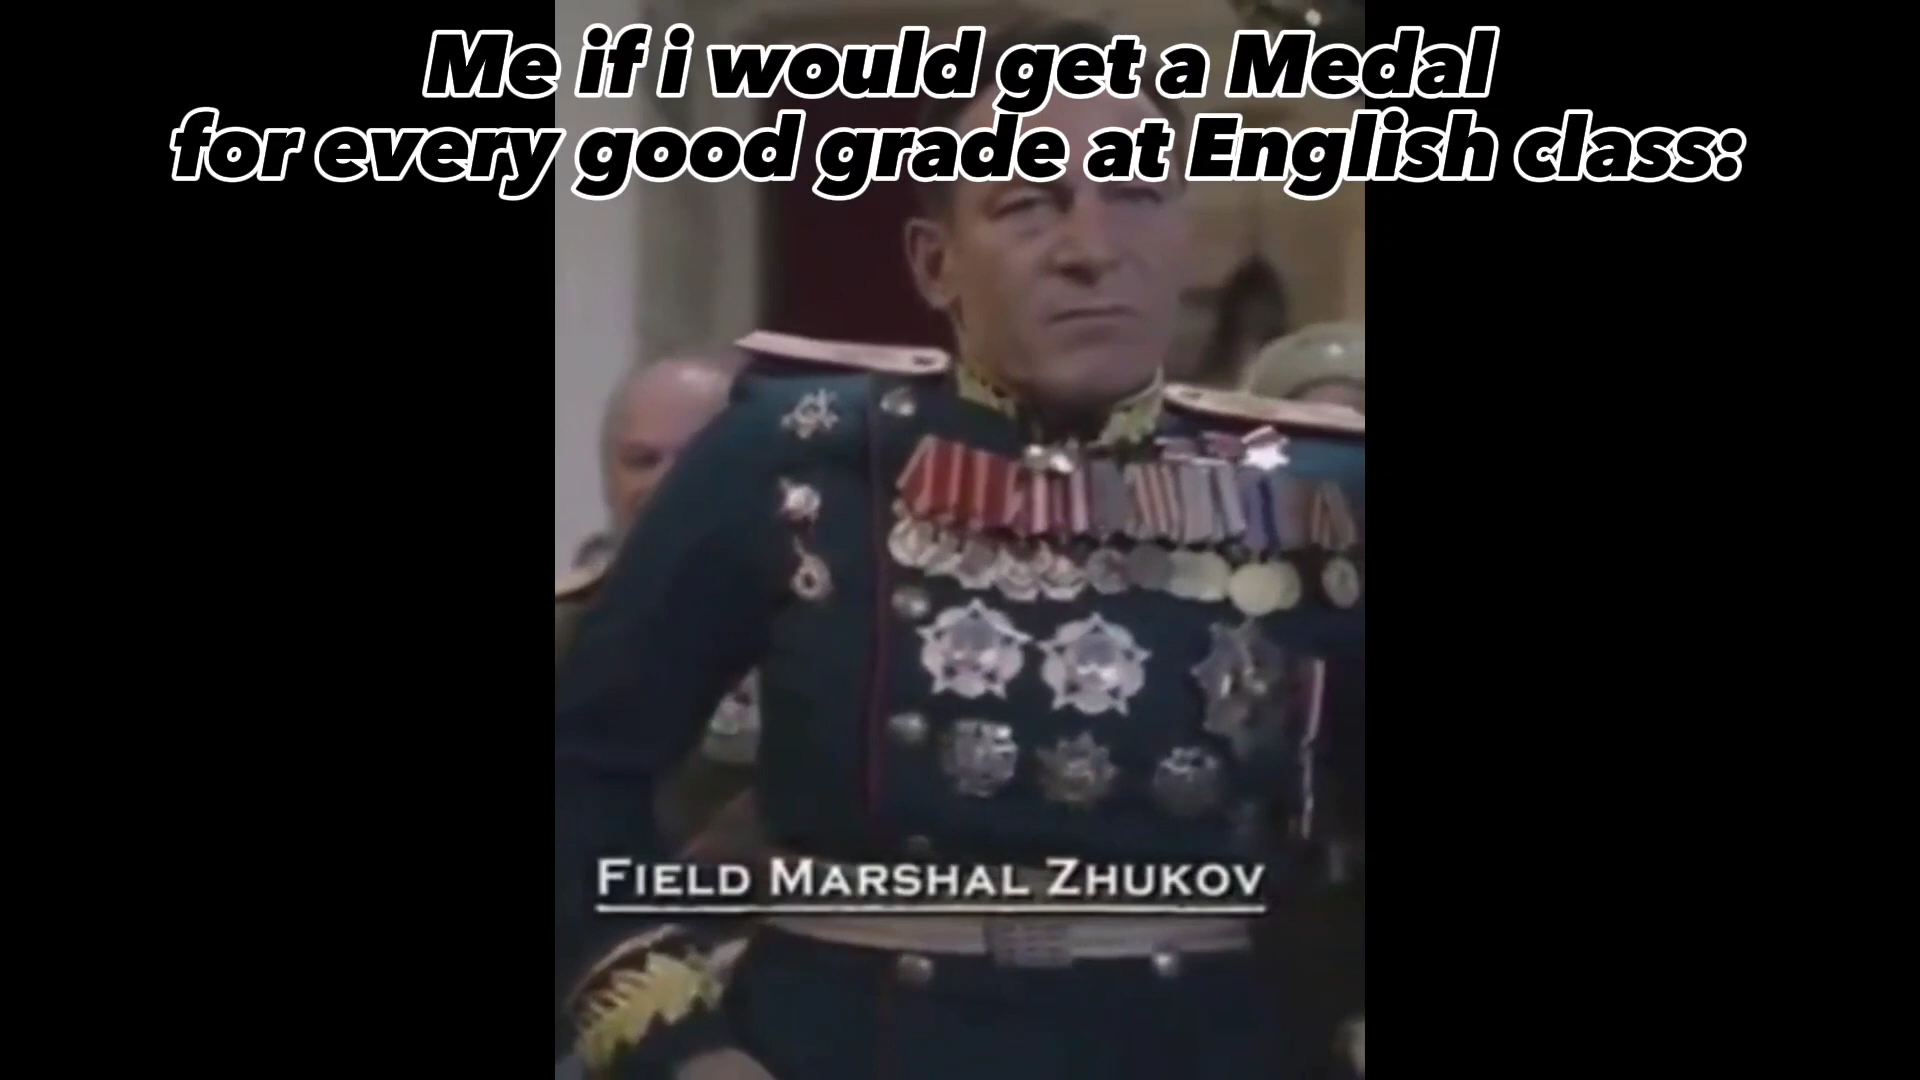 Me if i would get a Medal
for every good grade at English class:
FIELD MARSHAL ZHUKOV